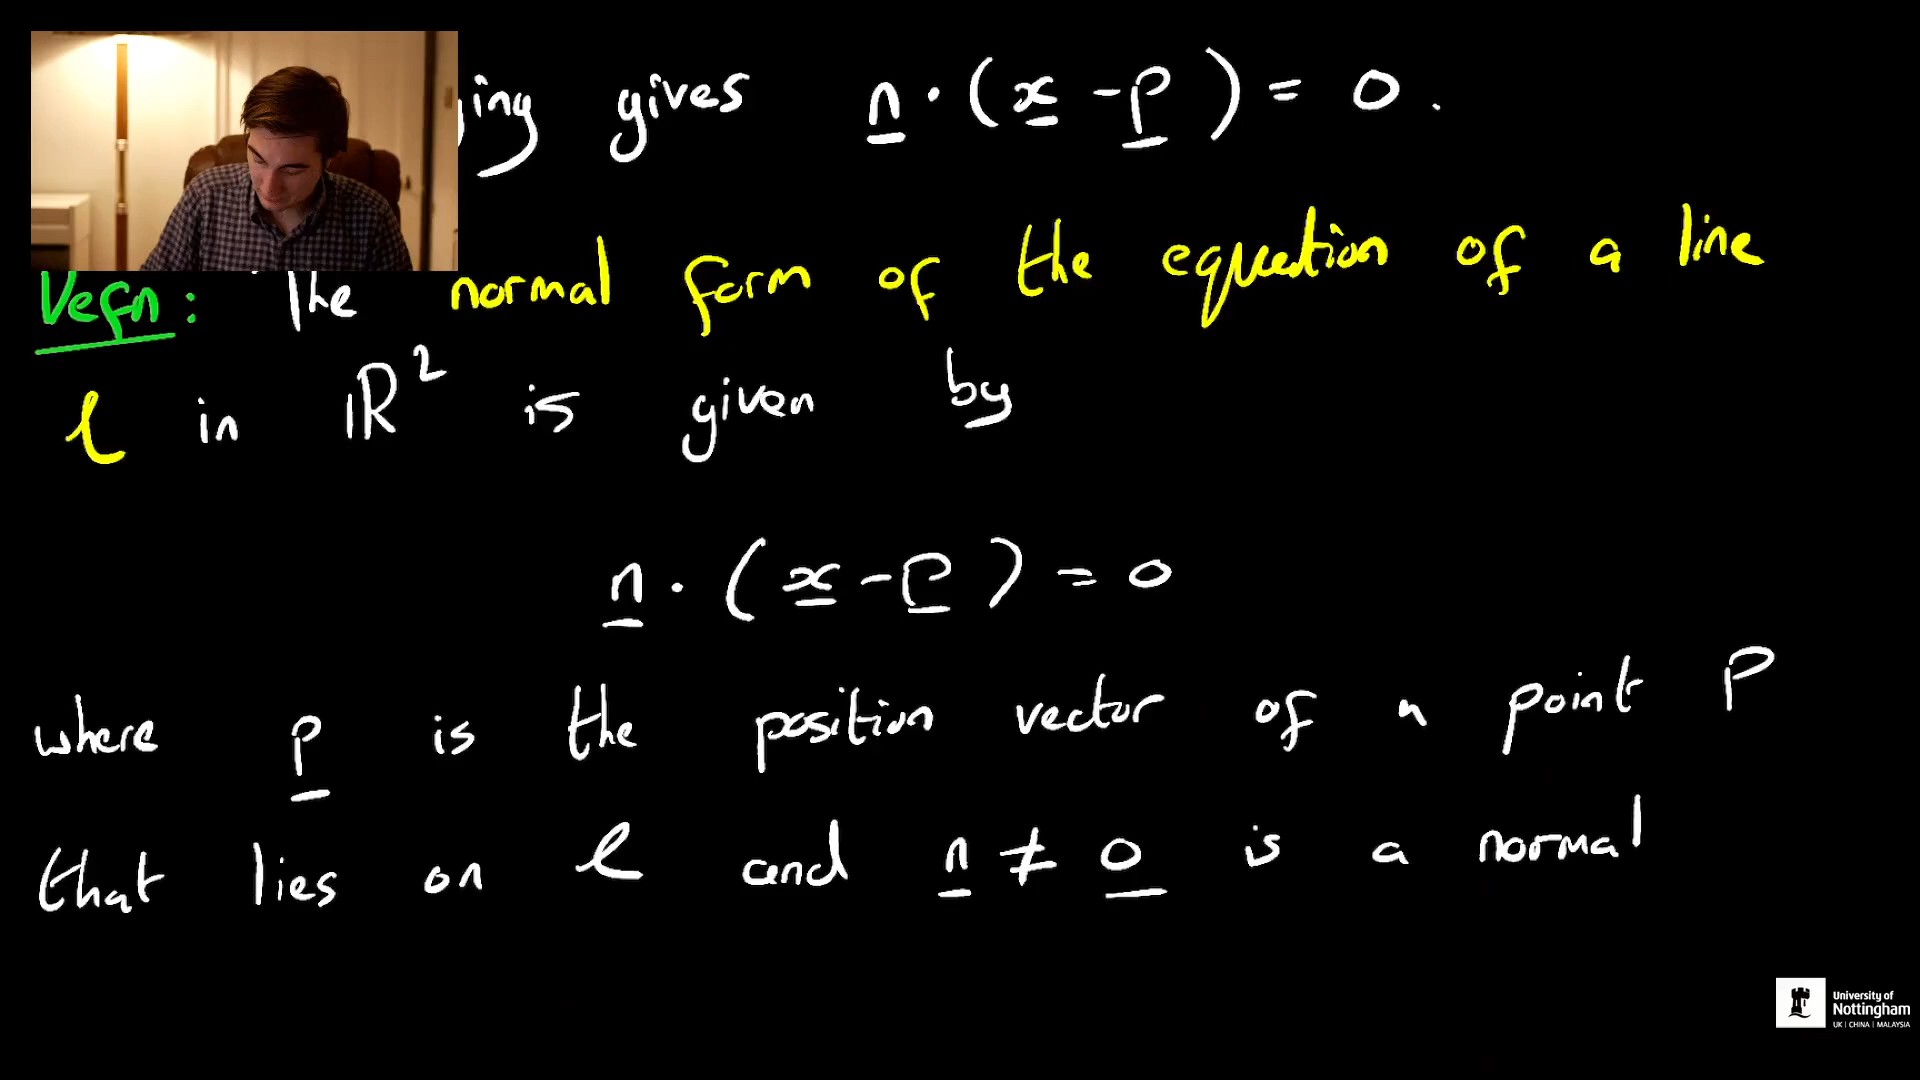 ging gives n · (x - p) = 0.
Defn: The normal form of the equation of a line
ℓ in ℝ² is given by
n · (x - p) = 0
where p is the position vector of a point P
that lies on ℓ and n ≠ 0 is a normal
University of
Nottingham
UK | CHINA | MALAYSIA